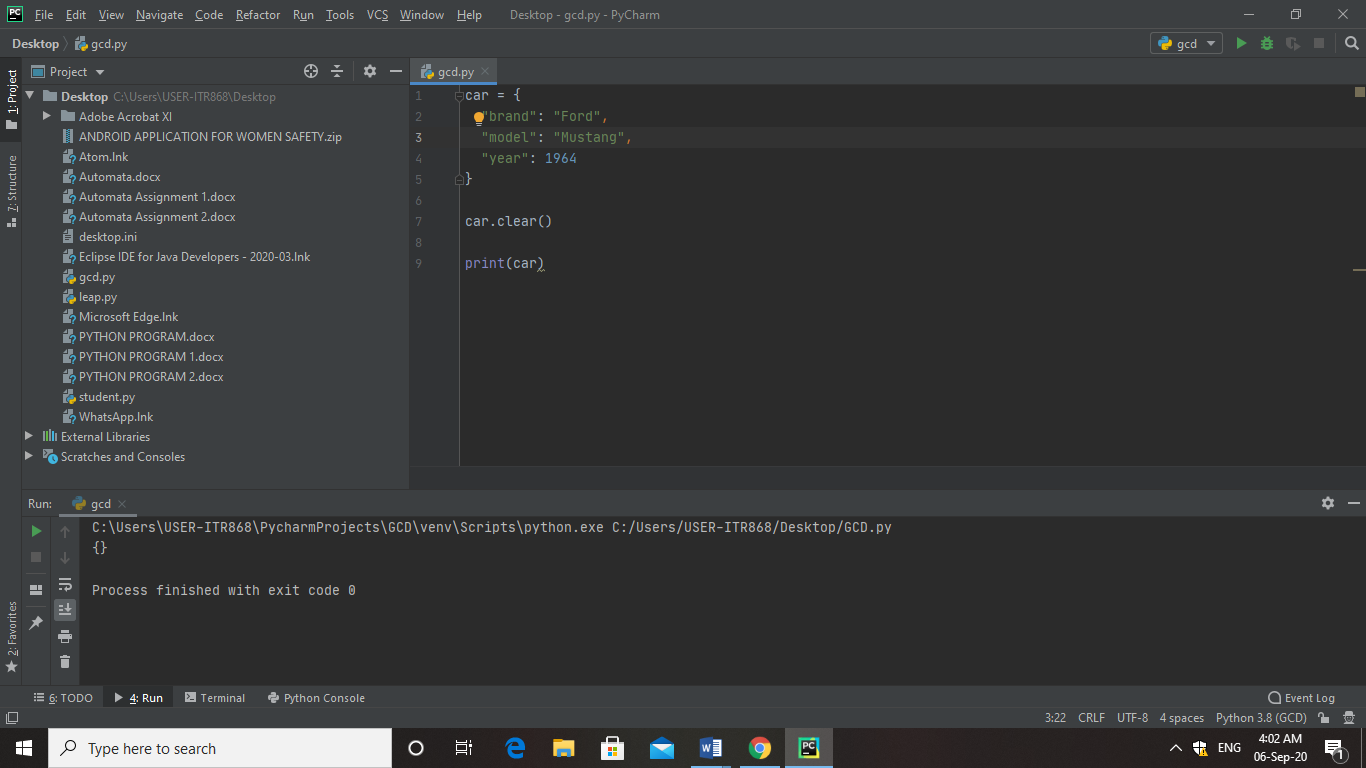 File Edit View Navigate Code Refactor Run Tools VCS Window Help Desktop - gcd.py - PyCharm
Desktop gcd.py gcd
1: Project
7: Structure
2: Favorites
Project
Desktop C:\Users\USER-ITR868\Desktop
Adobe Acrobat XI
ANDROID APPLICATION FOR WOMEN SAFETY.zip
Atom.lnk
Automata.docx
Automata Assignment 1.docx
Automata Assignment 2.docx
desktop.ini
Eclipse IDE for Java Developers - 2020-03.lnk
gcd.py
leap.py
Microsoft Edge.lnk
PYTHON PROGRAM.docx
PYTHON PROGRAM 1.docx
PYTHON PROGRAM 2.docx
student.py
WhatsApp.lnk
External Libraries
Scratches and Consoles
gcd.py
1 car = {
2 "brand": "Ford",
3 "model": "Mustang",
4 "year": 1964
5 }
6
7 car.clear()
8
9 print(car)
Run: gcd
C:\Users\USER-ITR868\PycharmProjects\GCD\venv\Scripts\python.exe C:/Users/USER-ITR868/Desktop/GCD.py
{}
Process finished with exit code 0
6: TODO 4: Run Terminal Python Console Event Log
3:22 CRLF UTF-8 4 spaces Python 3.8 (GCD)
Type here to search ENG 4:02 AM
06-Sep-20 1